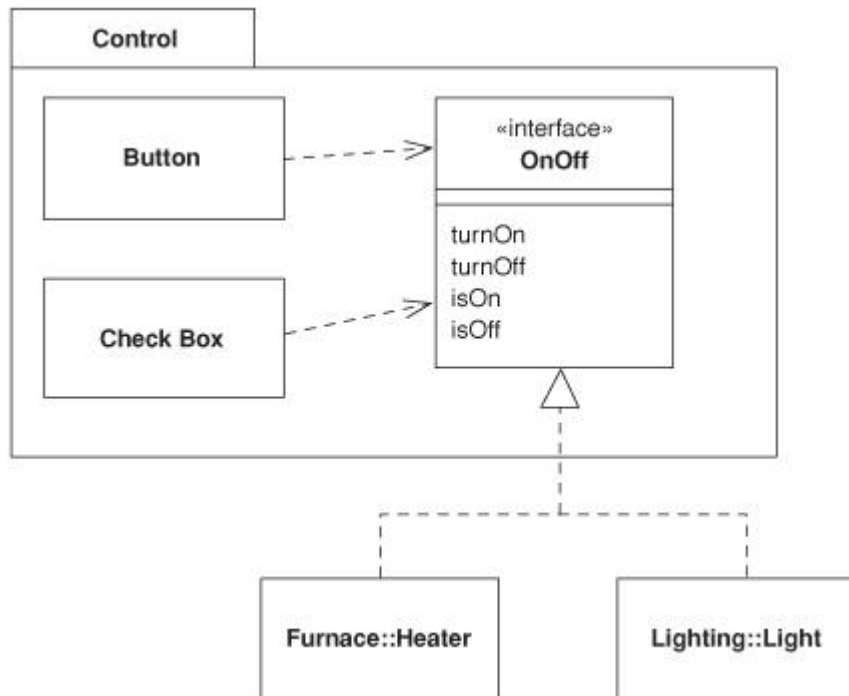 Control
Button
«interface»
OnOff
turnOn
turnOff
isOn
isOff
Check Box
Furnace::Heater
Lighting::Light